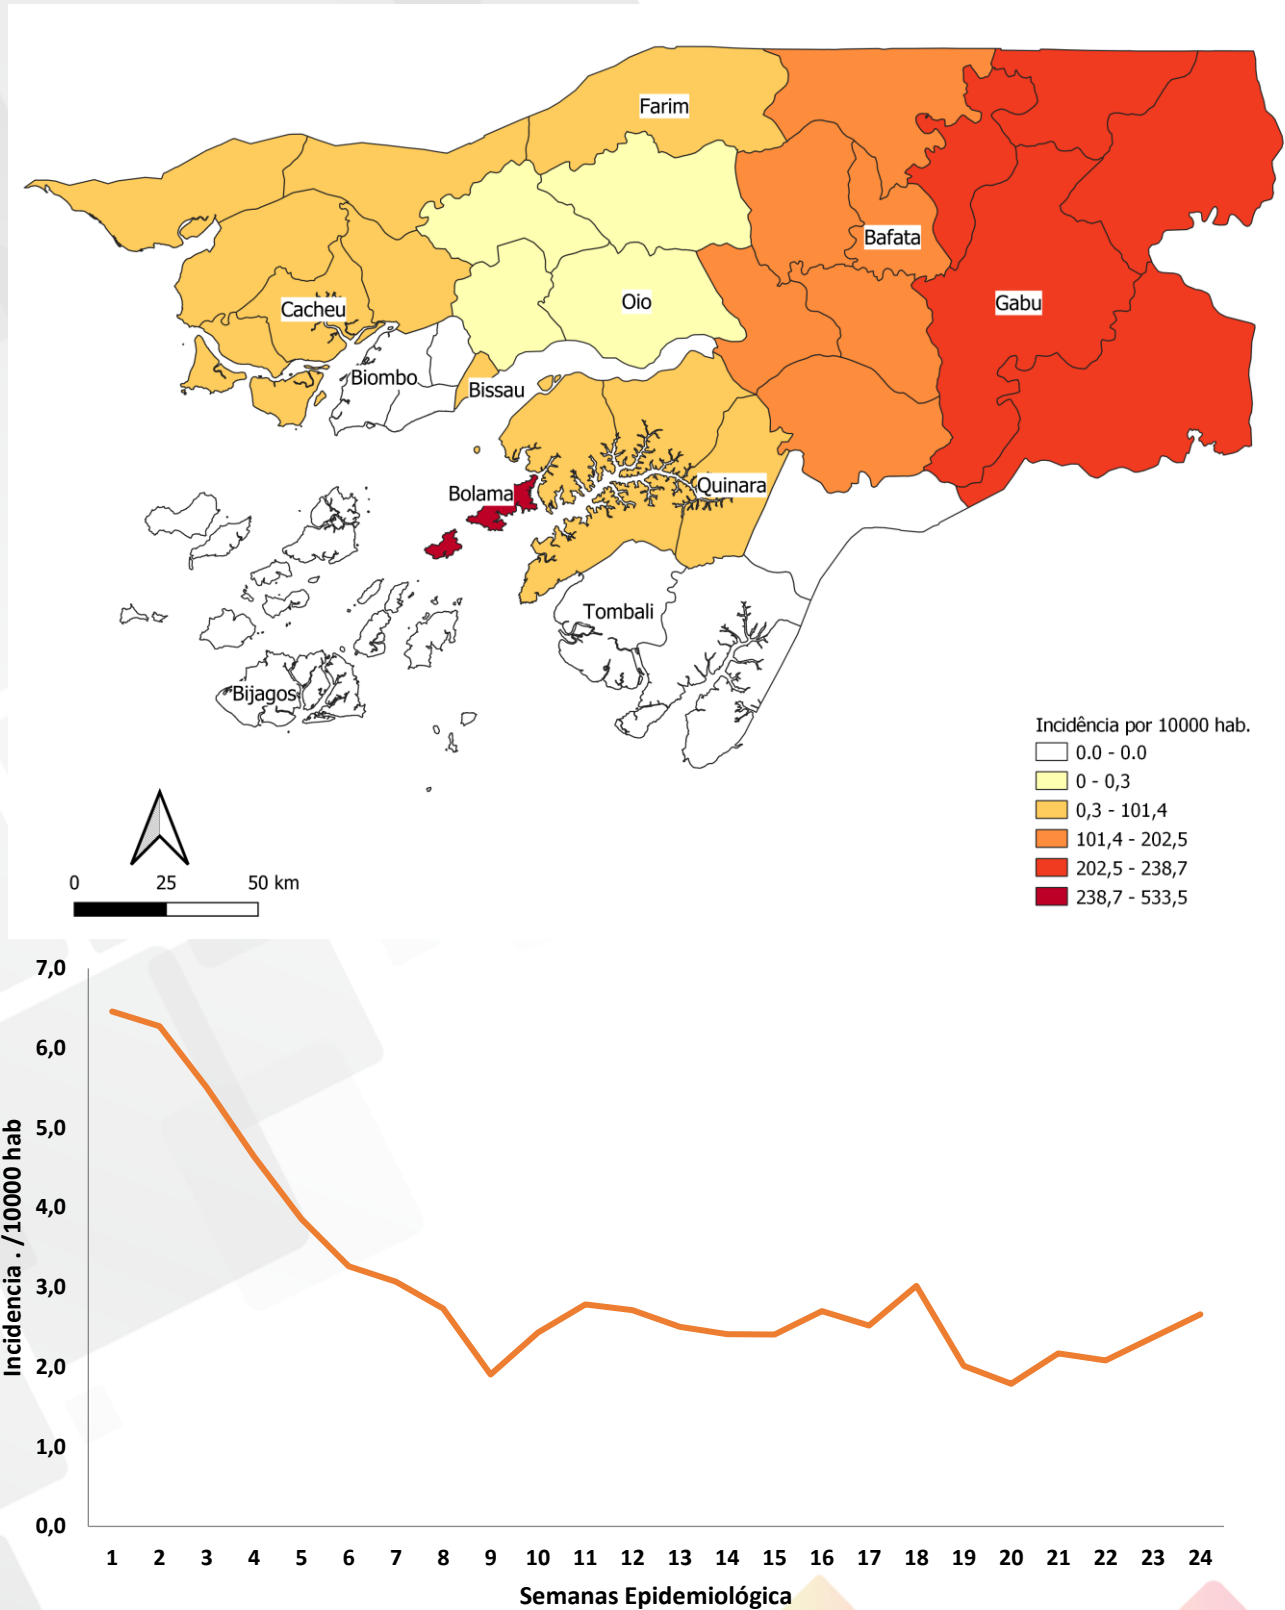 Farim
Bafata
Oio
Gabu
Cacheu
Biombo
Bissau
Quinara
Bolama
Tombali
Bijagos
Incidência por 10000 hab.
0.0 - 0.0
0 - 0,3
0,3 - 101,4
101,4 - 202,5
202,5 - 238,7
238,7 - 533,5
0 25 50 km
7,0
6,0
5,0
4,0
3,0
2,0
1,0
0,0
Incidencia . /10000 hab
1 2 3 4 5 6 7 8 9 10 11 12 13 14 15 16 17 18 19 20 21 22 23 24
Semanas Epidemiológica